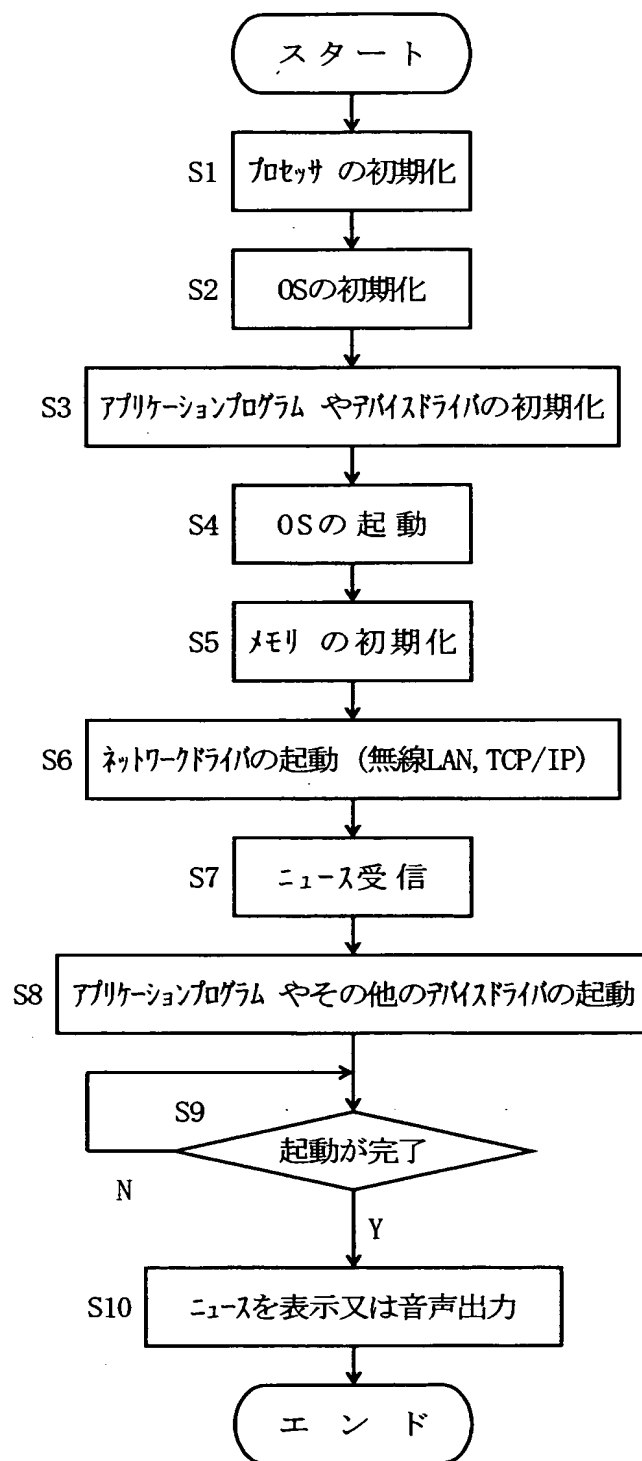 スタート
S1 プロセッサ の初期化
S2 OSの初期化
S3 アプリケーションプログラム やデバイスドライバの初期化
S4 OSの起動
S5 メモリ の初期化
S6 ネットワークドライバの起動 (無線LAN, TCP/IP)
S7 ニュース受信
S8 アプリケーションプログラム やその他のデバイスドライバの起動
S9
起動が完了
N
Y
S10 ニュースを表示又は音声出力
エンド